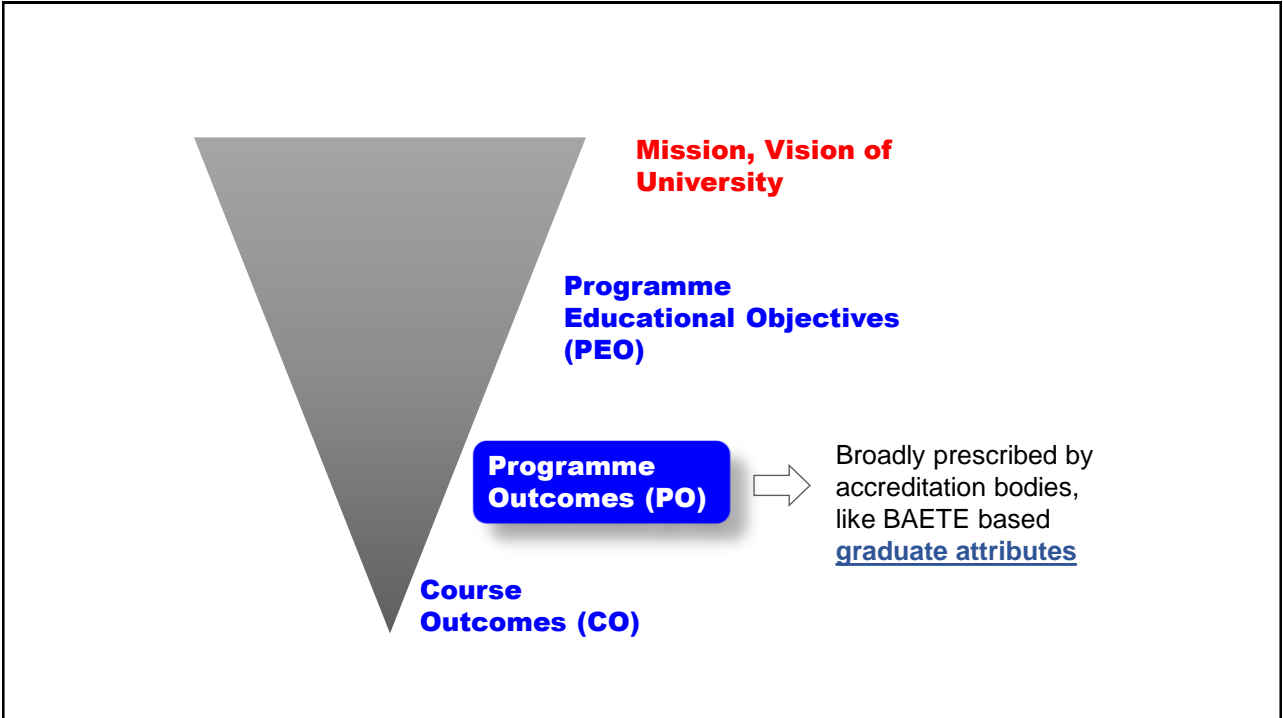 Mission, Vision of
University
Programme
Educational Objectives
(PEO)
Programme
Outcomes (PO)
Broadly prescribed by
accreditation bodies,
like BAETE based
graduate attributes
Course
Outcomes (CO)